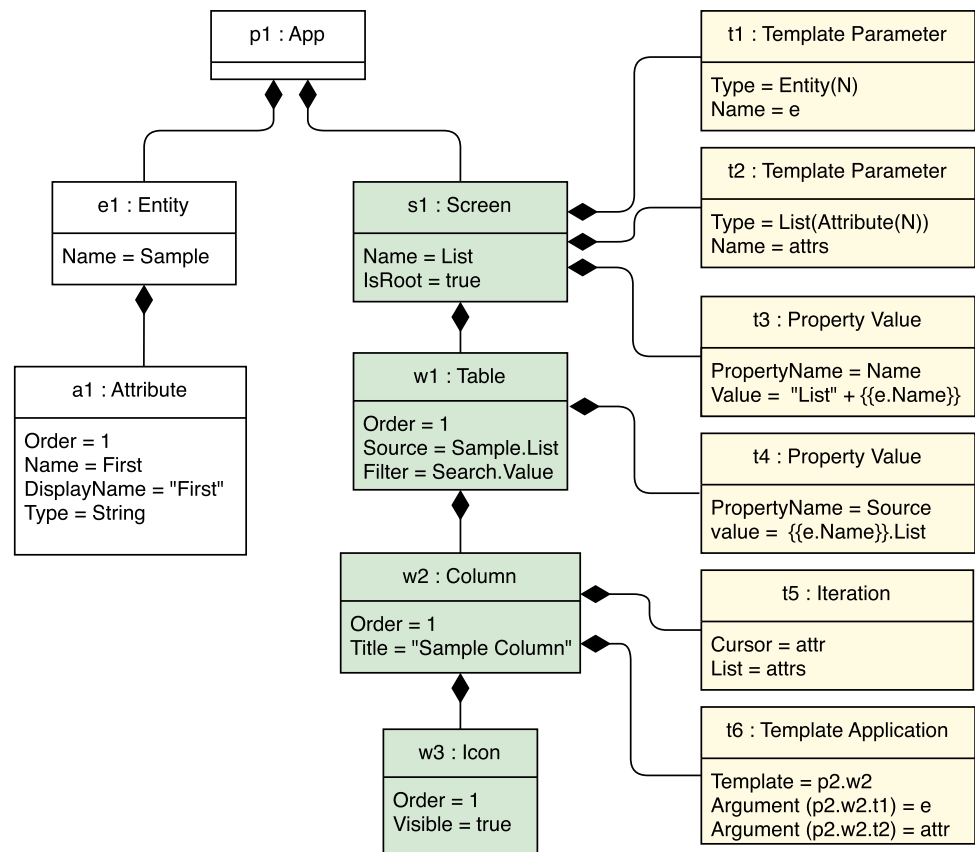 p1 : App
e1 : Entity
Name = Sample
a1 : Attribute
Order = 1
Name = First
DisplayName = "First"
Type = String
s1 : Screen
Name = List
IsRoot = true
w1 : Table
Order = 1
Source = Sample.List
Filter = Search.Value
w2 : Column
Order = 1
Title = "Sample Column"
w3 : Icon
Order = 1
Visible = true
t1 : Template Parameter
Type = Entity(N)
Name = e
t2 : Template Parameter
Type = List(Attribute(N))
Name = attrs
t3 : Property Value
PropertyName = Name
Value = "List" + {{e.Name}}
t4 : Property Value
PropertyName = Source
value = {{e.Name}}.List
t5 : Iteration
Cursor = attr
List = attrs
t6 : Template Application
Template = p2.w2
Argument (p2.w2.t1) = e
Argument (p2.w2.t2) = attr